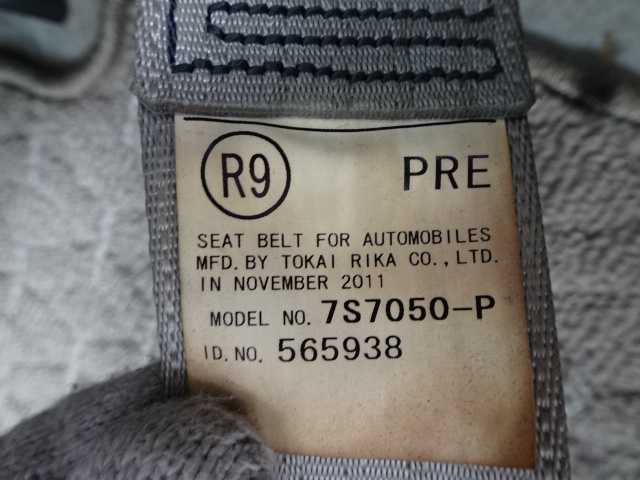 R9 PRE
SEAT BELT FOR AUTOMOBILES
MFD. BY TOKAI RIKA CO., LTD.
IN NOVEMBER 2011
MODEL NO. 7S7050-P
ID. NO. 565938